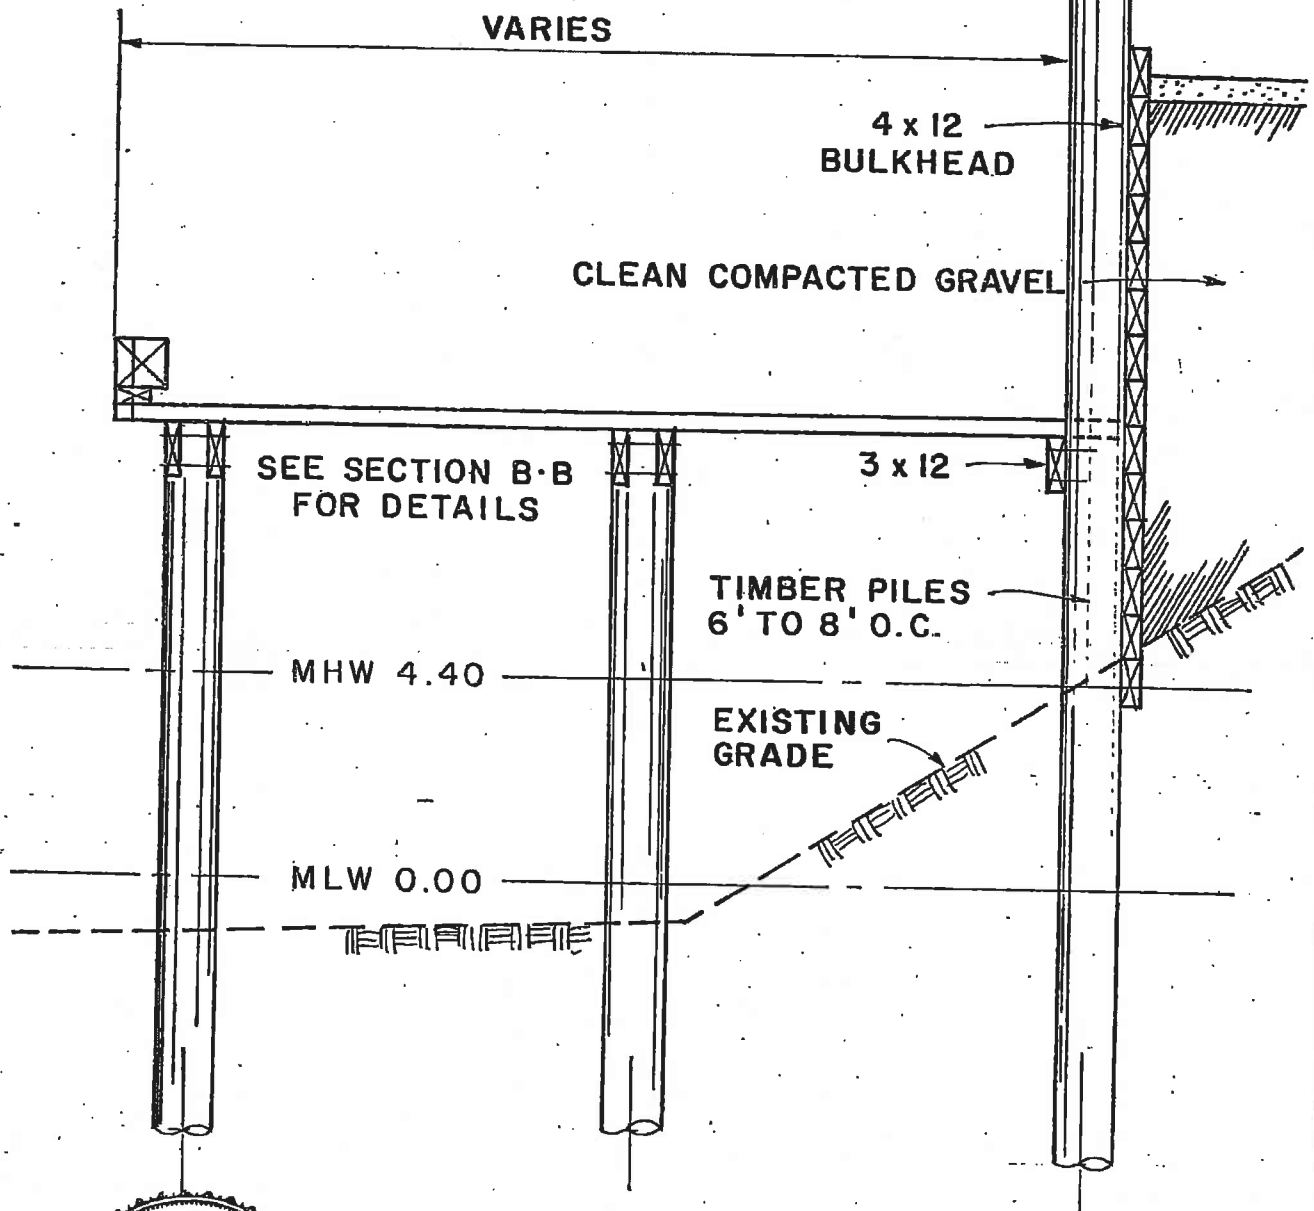 VARIES
4 x 12
BULKHEAD
CLEAN COMPACTED GRAVEL
SEE SECTION B-B
FOR DETAILS
3 x 12
TIMBER PILES
6' TO 8' O.C.
MHW 4.40
EXISTING
GRADE
MLW 0.00